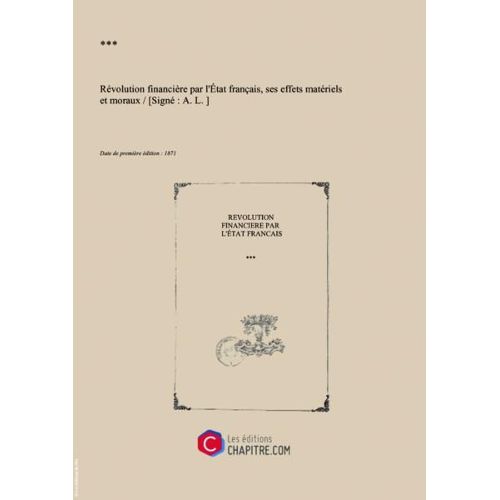 ***
Révolution financière par l'État français, ses effets matériels
et moraux / [Signé : A. L. ]
Date de première édition : 1871
REVOLUTION
FINANCIERE PAR
L'ÉTAT FRANCAIS
***
Les éditions
CHAPITRE.COM